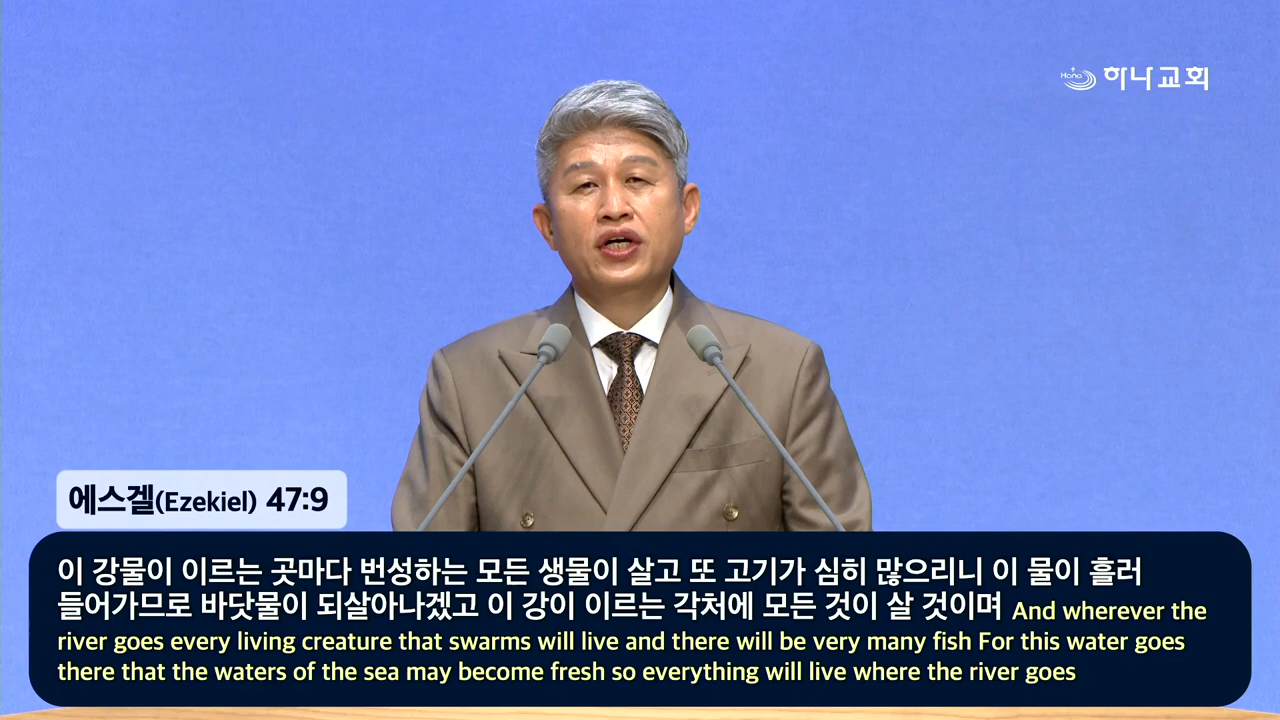 Hana 하나교회
에스겔(Ezekiel) 47:9
이 강물이 이르는 곳마다 번성하는 모든 생물이 살고 또 고기가 심히 많으리니 이 물이 흘러
들어가므로 바닷물이 되살아나겠고 이 강이 이르는 각처에 모든 것이 살 것이며 And wherever the
river goes every living creature that swarms will live and there will be very many fish For this water goes
there that the waters of the sea may become fresh so everything will live where the river goes